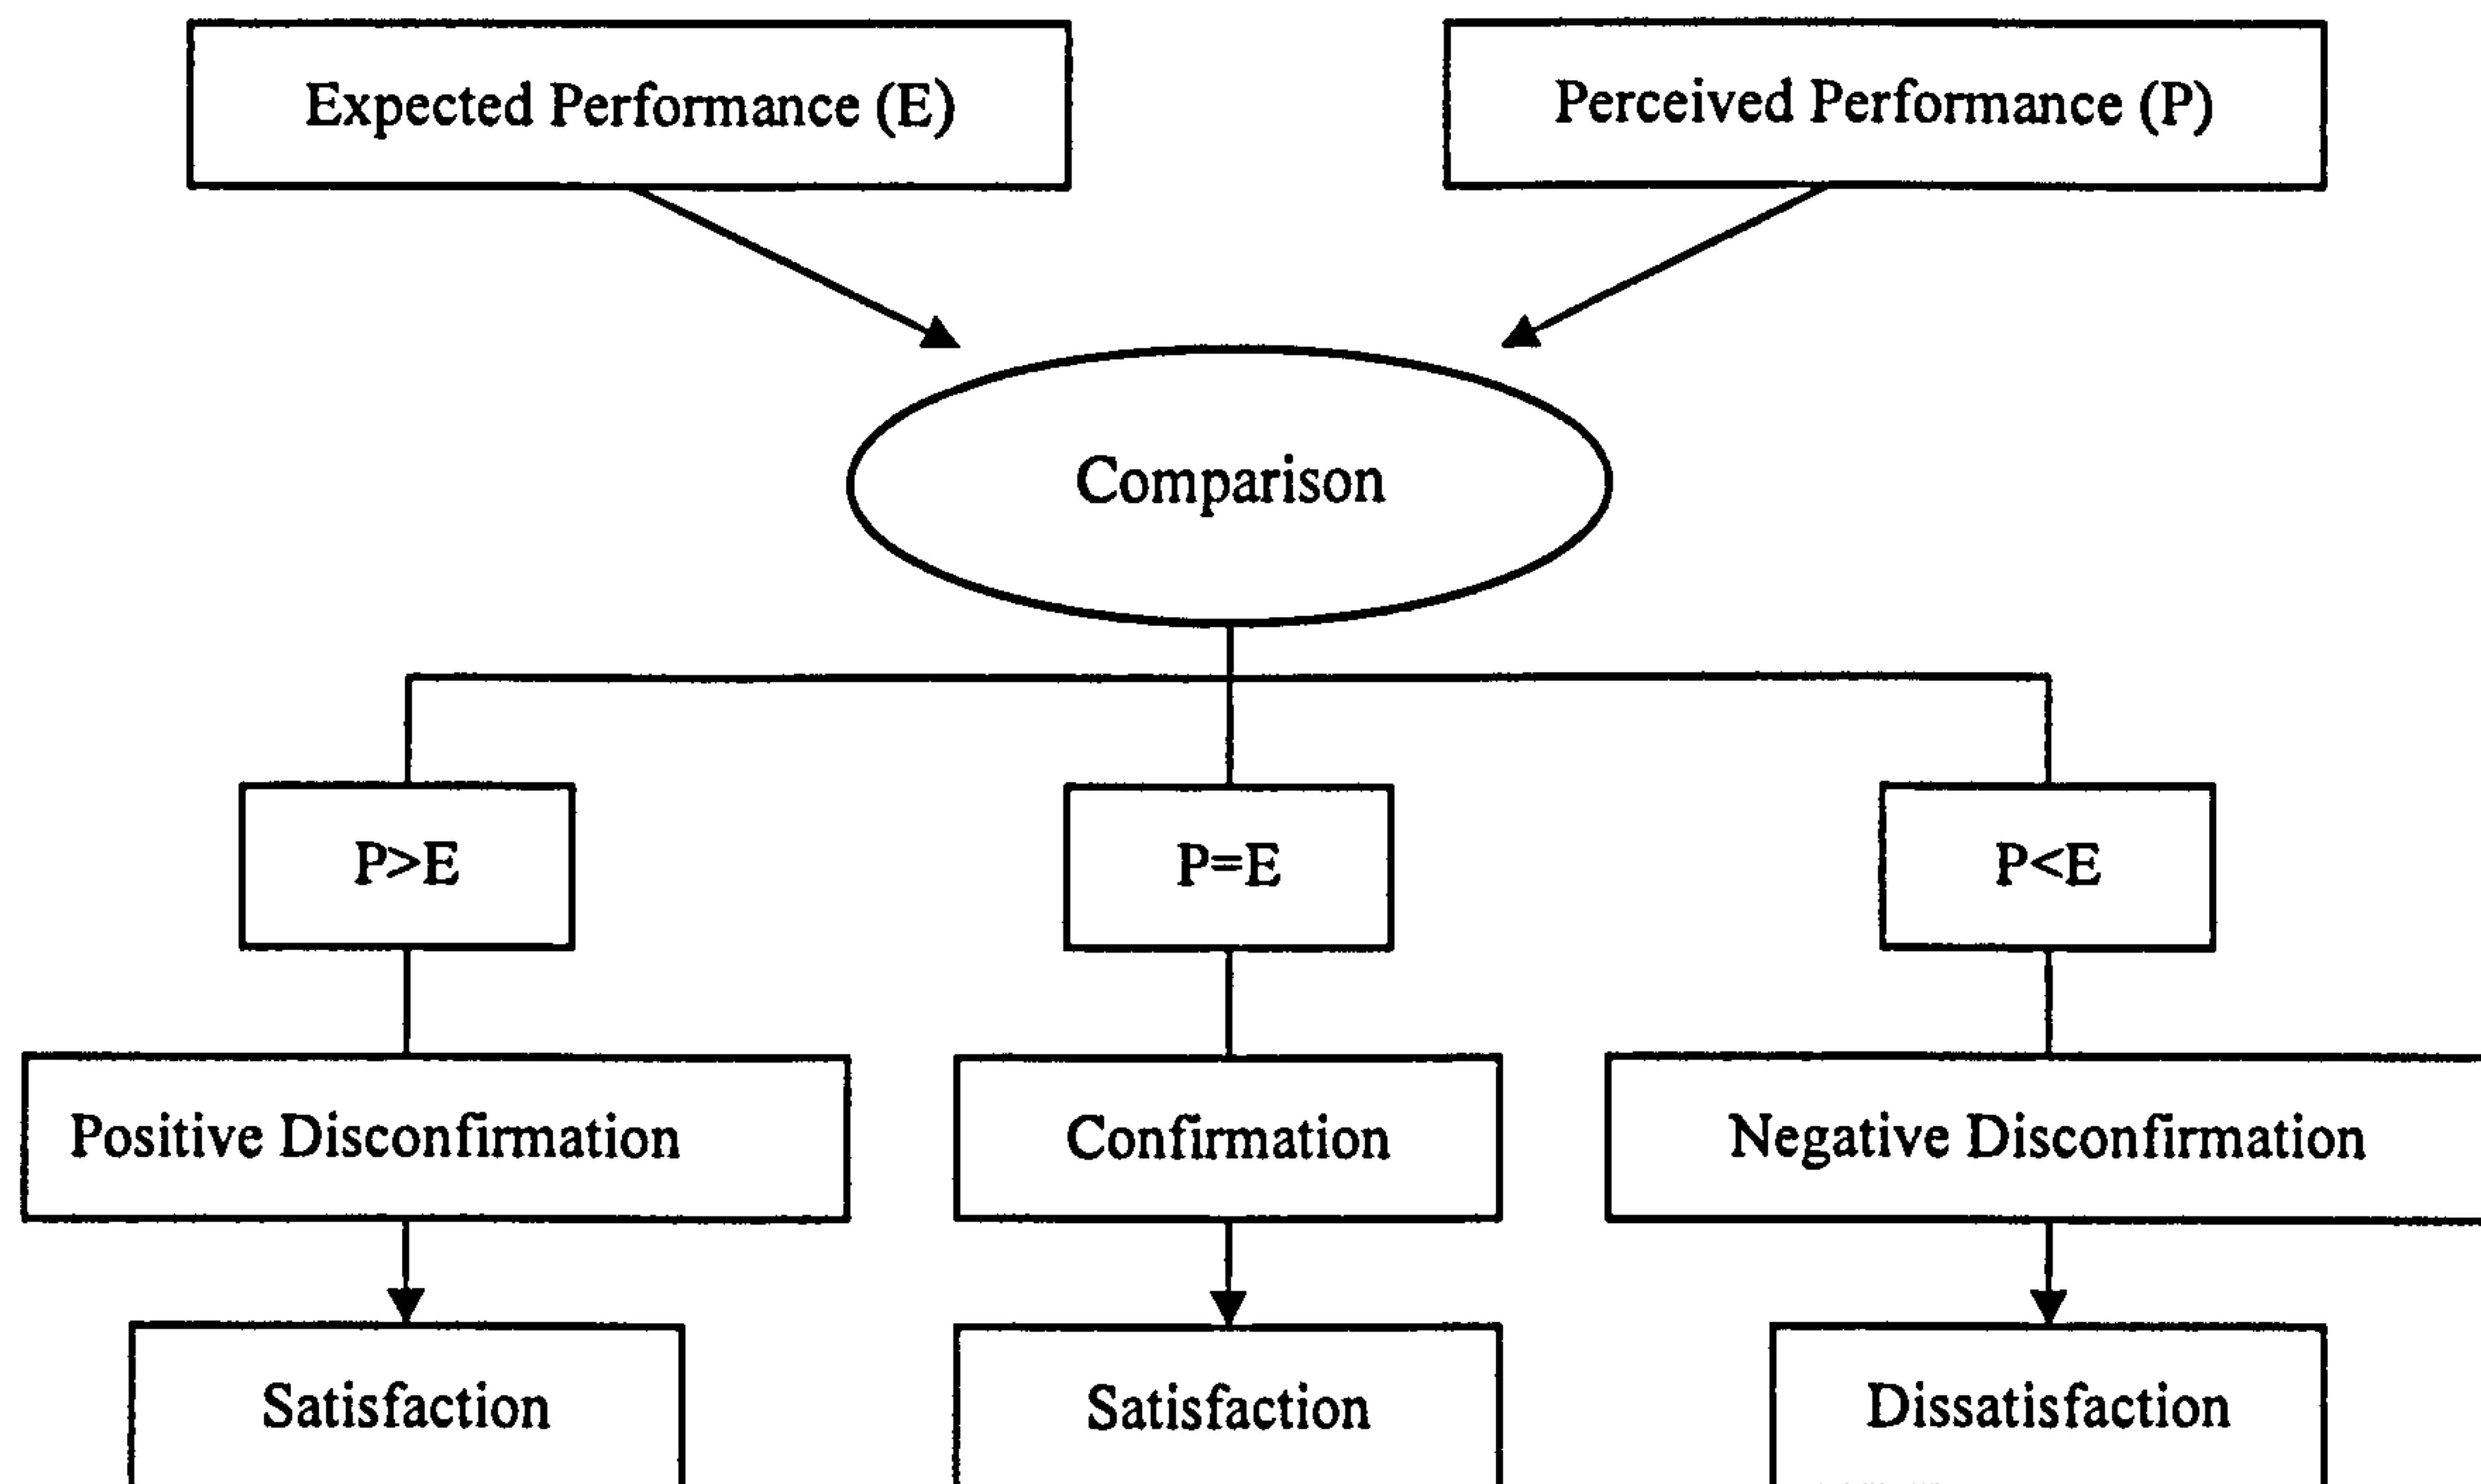 Expected Performance (E)
Perceived Performance (P)
Comparison
P>E
P=E
P<E
Positive Disconfirmation
Confirmation
Negative Disconfirmation
Satisfaction
Satisfaction
Dissatisfaction